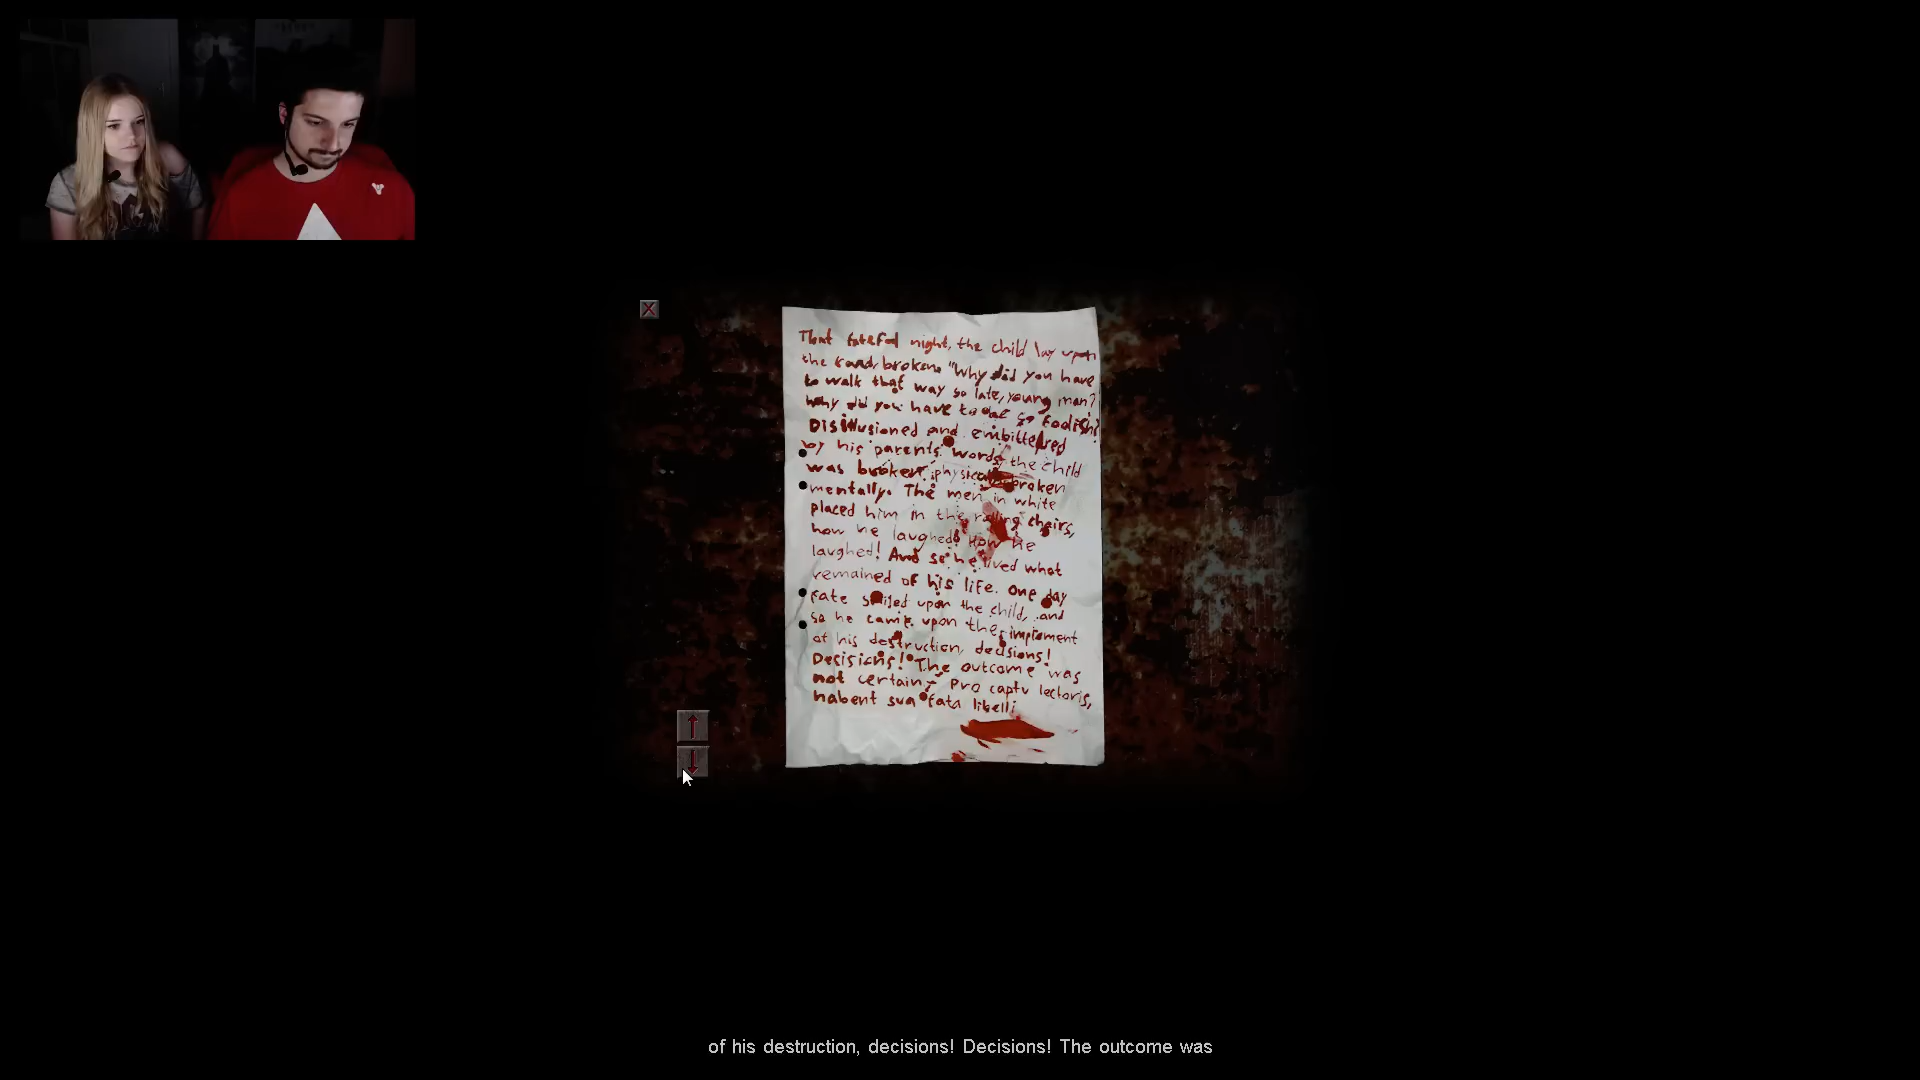 That fateful night, the child lay upon
the road, broken. "Why did you have
to walk that way so late, young man?
Why did you have to be so foolish?
Disillusioned and embittered
by his parents' words, the child
was broken, physically broken
mentally. The men in white
placed him in the rolling chairs,
how he laughed! How he
laughed! And so he lived what
remained of his life. One day
fate smiled upon the child, and
so he came upon the implement
of his destruction, decisions!
Decisions! The outcome was
not certain - Pro captu lectoris,
habent sua fata libelli
of his destruction, decisions! Decisions! The outcome was